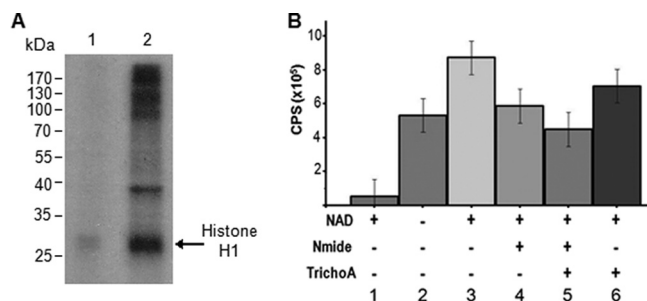 A
B
kDa 1 2
170
130
100
70
55
40
35
25
Histone
H1
CPS (x10⁵)
10
8
6
4
2
NAD + - + + + +
Nmide - - - + + -
TrichoA - - - - + +
1 2 3 4 5 6